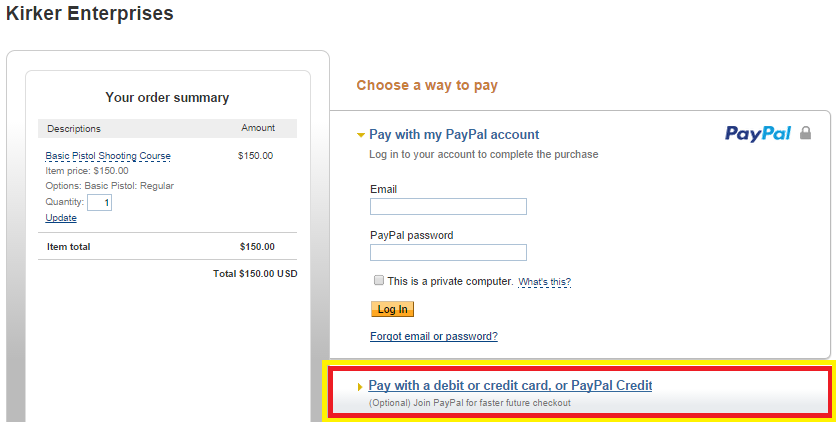 Kirker Enterprises
Your order summary
Descriptions Amount
Basic Pistol Shooting Course $150.00
Item price: $150.00
Options: Basic Pistol: Regular
Quantity: 1
Update
Item total $150.00
Total $150.00 USD
Choose a way to pay
Pay with my PayPal account
PayPal
Log in to your account to complete the purchase
Email
PayPal password
This is a private computer. What's this?
Log In
Forgot email or password?
Pay with a debit or credit card, or PayPal Credit
(Optional) Join PayPal for faster future checkout